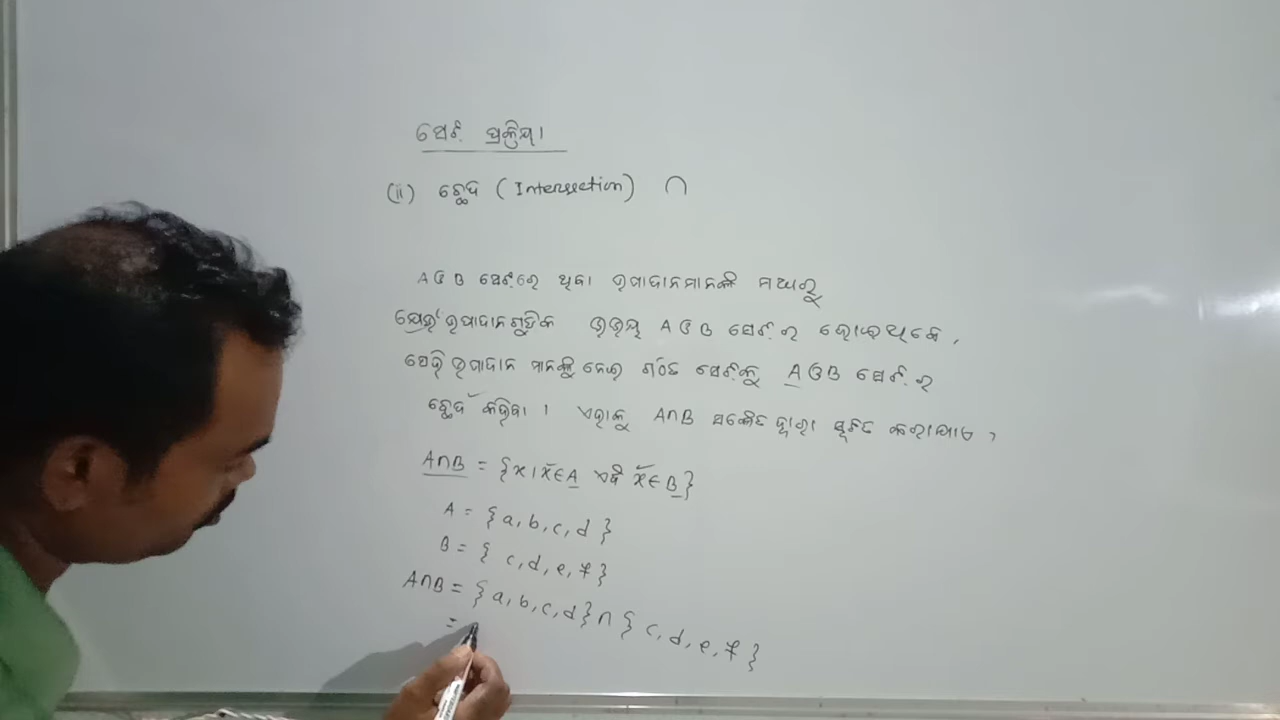 ସେଟ୍ ପ୍ରକ୍ରିୟା
(ii) ଛେଦ (Intersection) ∩
A ଓ B ସେଟ୍‌ରେ ଥିବା ଉପାଦାନମାନଙ୍କ ମଧ୍ୟରୁ
ଯେଉଁ ଉପାଦାନଗୁଡ଼ିକ ଉଭୟ A ଓ B ସେଟ୍‌ର ହୋଇଥିବେ,
ସେହି ଉପାଦାନ ମାନଙ୍କୁ ନେଇ ଗଠିତ ସେଟ୍‌କୁ A ଓ B ସେଟ୍‌ର
ଛେଦ କହିବା । ଏହାକୁ A∩B ସଙ୍କେତ ଦ୍ୱାରା ସୂଚିତ କରାଯାଏ ,
A∩B = {x | x ∈ A ଏବଂ x ∈ B}
A = {a, b, c, d}
B = {c, d, e, f}
A∩B = {a, b, c, d} ∩ {c, d, e, f}
=